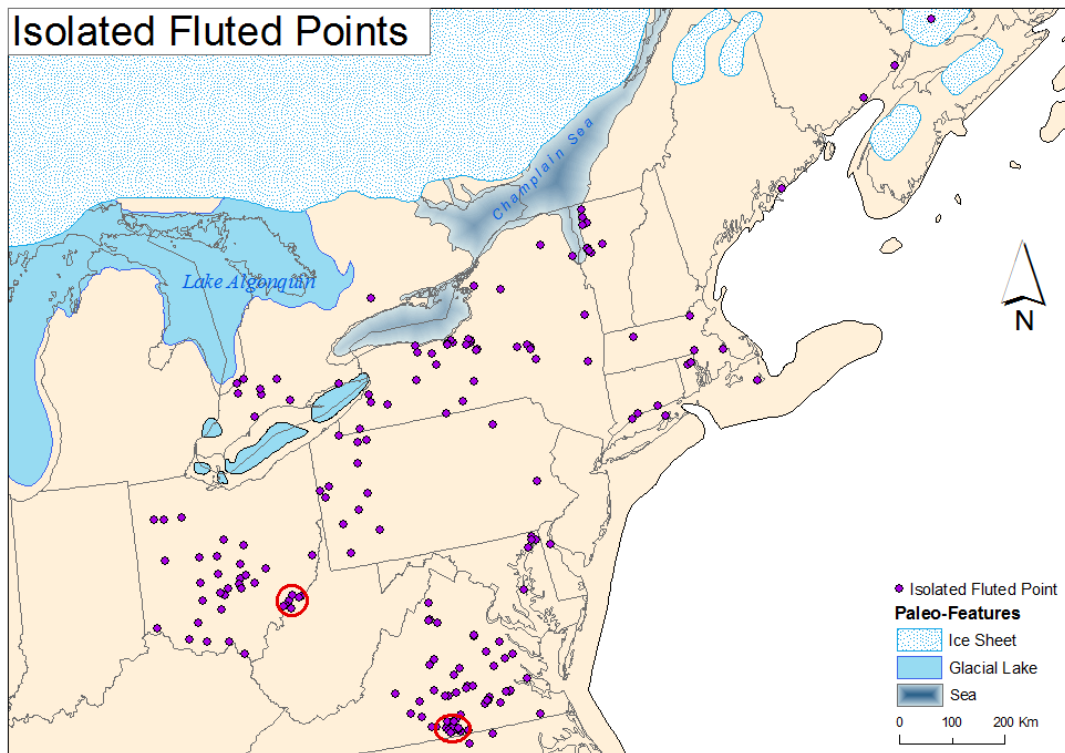 Isolated Fluted Points
Champlain Sea
Lake Algonquin
N
Isolated Fluted Point
Paleo-Features
Ice Sheet
Glacial Lake
Sea
0 100 200 Km